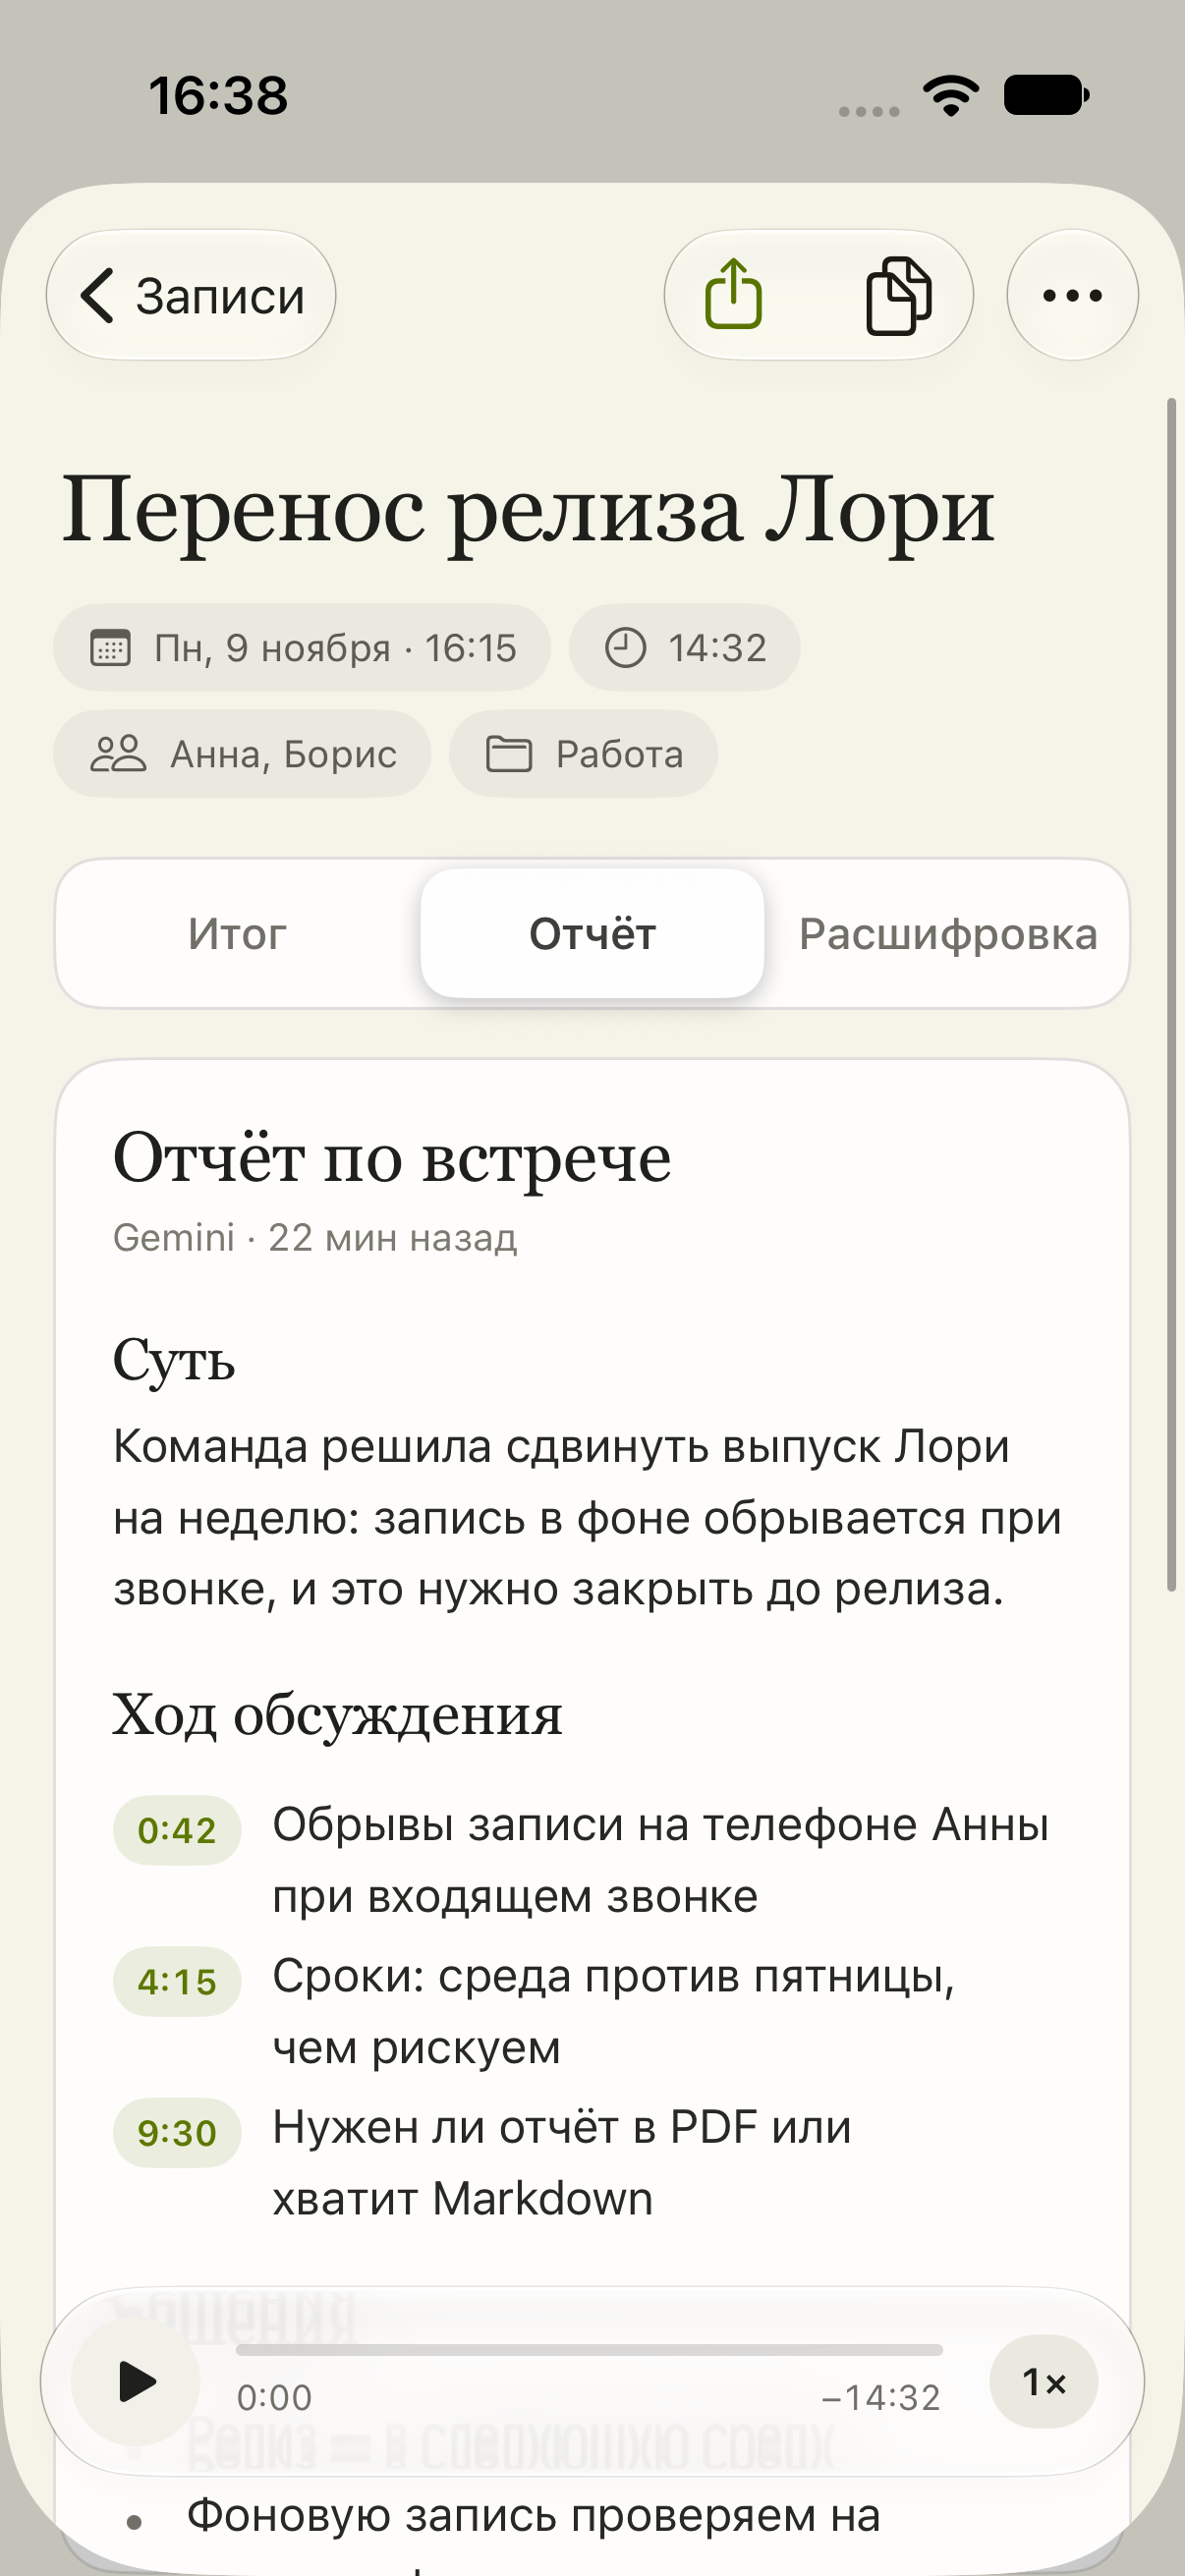 16:38
Записи
Перенос релиза Лори
Пн, 9 ноября · 16:15
14:32
Анна, Борис
Работа
Итог
Отчёт
Расшифровка
Отчёт по встрече
Gemini · 22 мин назад
Суть
Команда решила сдвинуть выпуск Лори
на неделю: запись в фоне обрывается при
звонке, и это нужно закрыть до релиза.
Ход обсуждения
0:42 Обрывы записи на телефоне Анны
при входящем звонке
4:15 Сроки: среда против пятницы,
чем рискуем
9:30 Нужен ли отчёт в PDF или
хватит Markdown
0:00
−14:32
1×
Релиз — в следующую среду
• Фоновую запись проверяем на